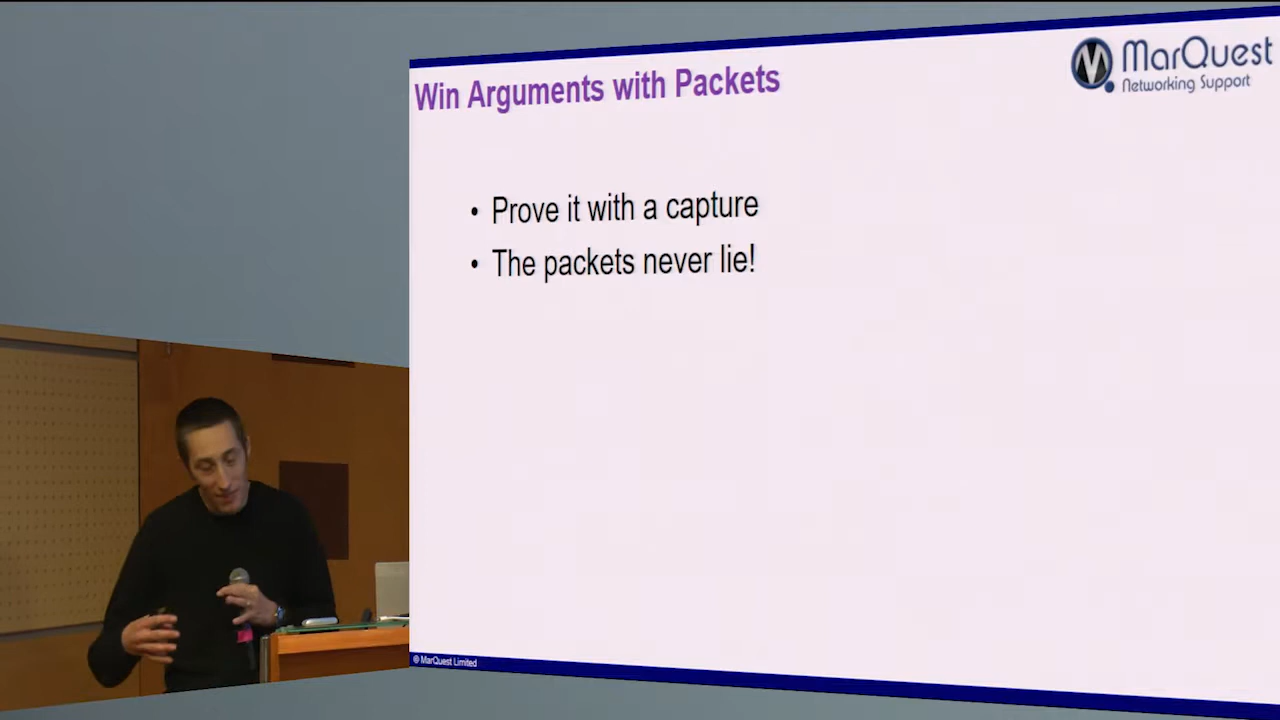 Win Arguments with Packets
MarQuest
Networking Support
• Prove it with a capture
• The packets never lie!
© MarQuest Limited